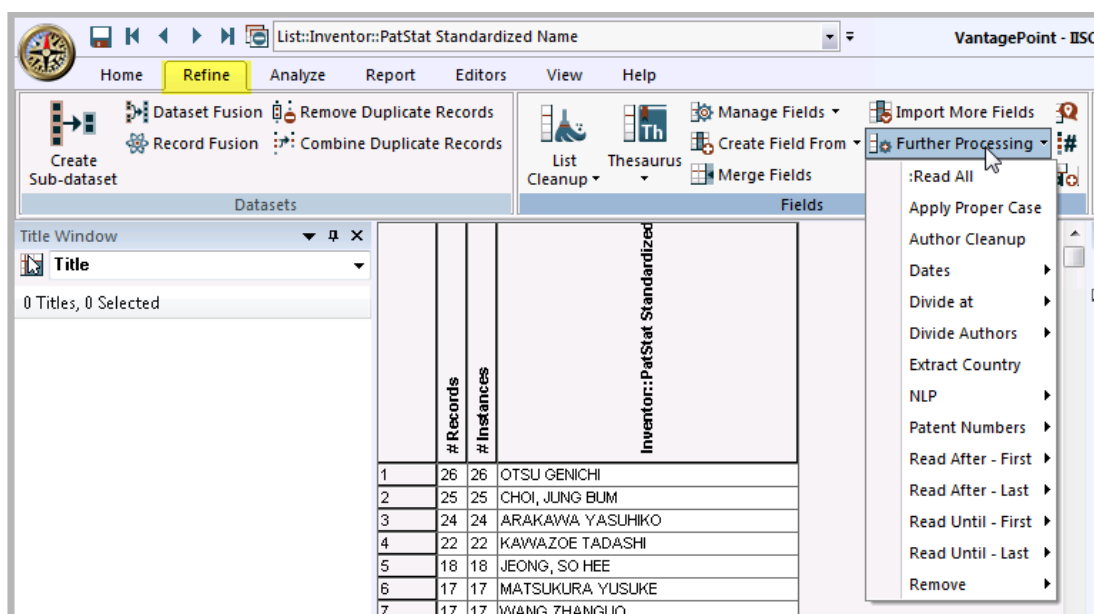 List::Inventor::PatStat Standardized Name
VantagePoint - IISC
Home Refine Analyze Report Editors View Help
Dataset Fusion Remove Duplicate Records
Record Fusion Combine Duplicate Records
Create
Sub-dataset
Datasets
List
Cleanup
Thesaurus
Th
Manage Fields
Create Field From
Merge Fields
Import More Fields
Further Processing
#
Fields
:Read All
Apply Proper Case
Author Cleanup
Dates
Divide at
Divide Authors
Extract Country
NLP
Patent Numbers
Read After - First
Read After - Last
Read Until - First
Read Until - Last
Remove
Title Window
Title
0 Titles, 0 Selected
# Records
# Instances
Inventor::PatStat Standardized
1 26 26 OTSU GENICHI
2 25 25 CHOI, JUNG BUM
3 24 24 ARAKAWA YASUHIKO
4 22 22 KAWAZOE TADASHI
5 18 18 JEONG, SO HEE
6 17 17 MATSUKURA YUSUKE
7 17 17 WANG ZHANGUO